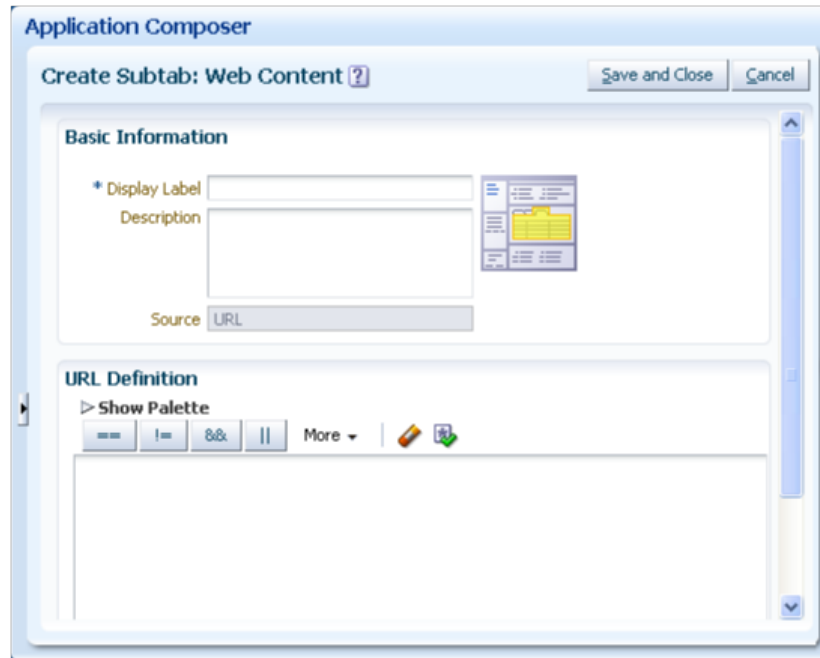 Application Composer
Create Subtab: Web Content ? Save and Close Cancel
Basic Information
* Display Label
Description
Source URL
URL Definition
Show Palette
== != && || More